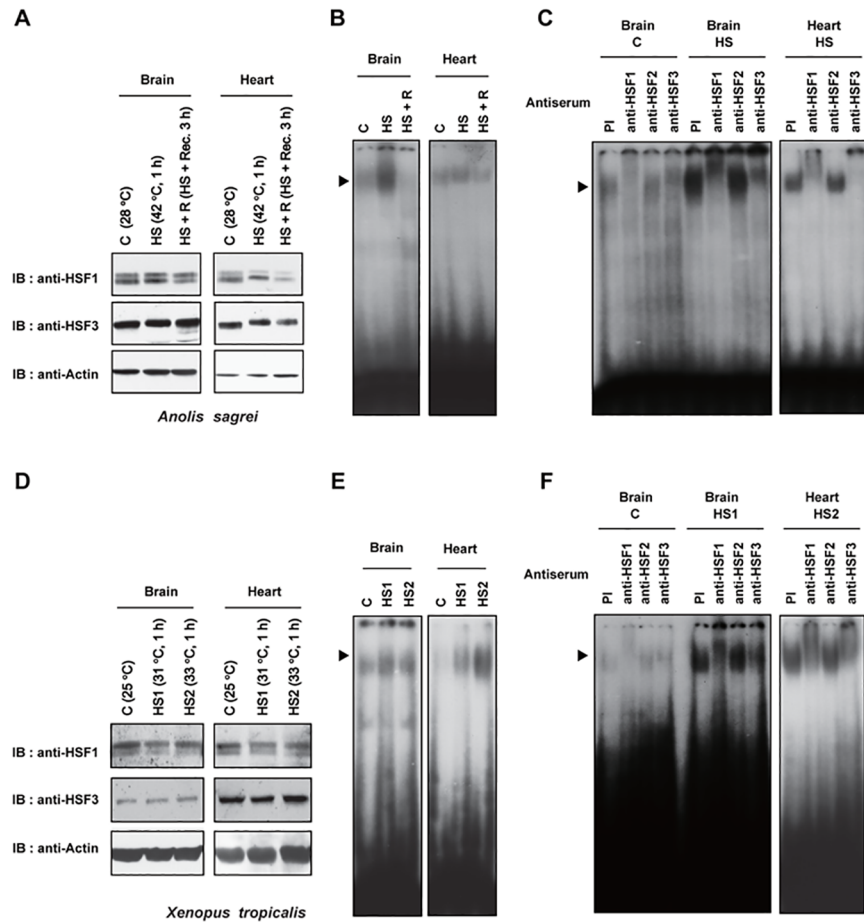 A
Brain
Heart
C (28 °C)
HS (42 °C, 1 h)
HS + R (HS + Rec. 3 h)
C (28 °C)
HS (42 °C, 1 h)
HS + R (HS + Rec. 3 h)
IB : anti-HSF1
IB : anti-HSF3
IB : anti-Actin
Anolis sagrei
B
Brain
Heart
C
HS
HS + R
C
HS
HS + R
C
Brain
C
Brain
HS
Heart
HS
Antiserum
PI
anti-HSF1
anti-HSF2
anti-HSF3
PI
anti-HSF1
anti-HSF2
anti-HSF3
PI
anti-HSF1
anti-HSF2
anti-HSF3
D
Brain
Heart
C (25 °C)
HS1 (31 °C, 1 h)
HS2 (33 °C, 1 h)
C (25 °C)
HS1 (31 °C, 1 h)
HS2 (33 °C, 1 h)
IB : anti-HSF1
IB : anti-HSF3
IB : anti-Actin
Xenopus tropicalis
E
Brain
Heart
C
HS1
HS2
C
HS1
HS2
F
Brain
C
Brain
HS1
Heart
HS2
Antiserum
PI
anti-HSF1
anti-HSF2
anti-HSF3
PI
anti-HSF1
anti-HSF2
anti-HSF3
PI
anti-HSF1
anti-HSF2
anti-HSF3